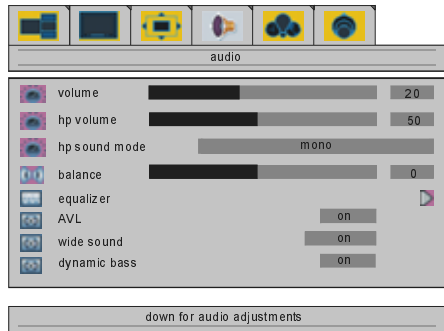 audio
volume 20
hp volume 50
hp sound mode mono
balance 0
equalizer
AVL on
wide sound on
dynamic bass on
down for audio adjustments